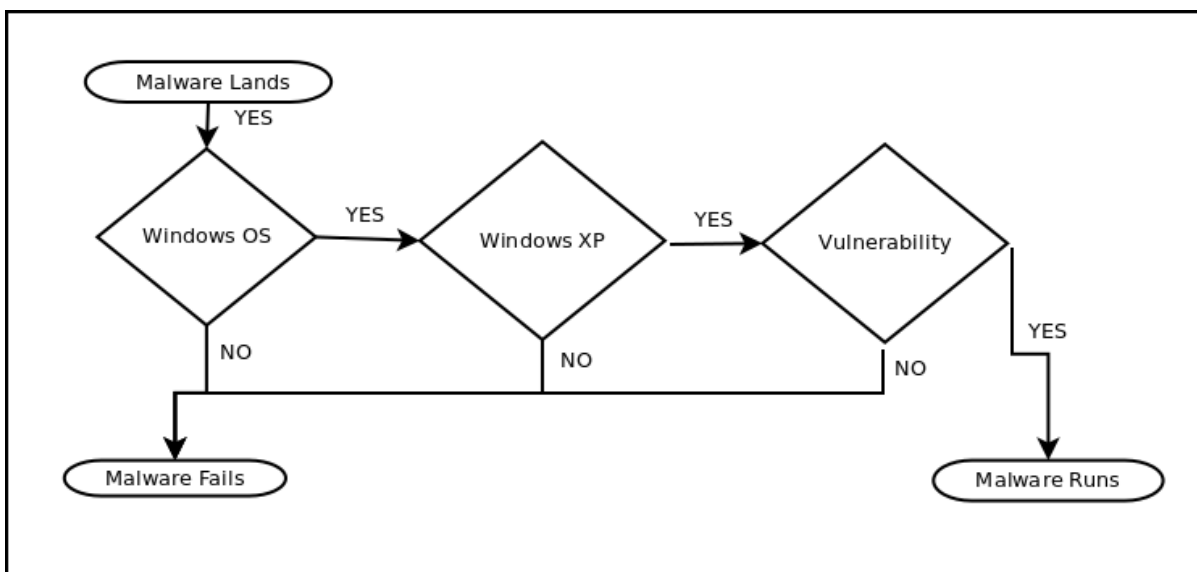 Malware Lands
YES
Windows OS
YES
Windows XP
YES
Vulnerability
YES
NO
NO
NO
Malware Fails
Malware Runs